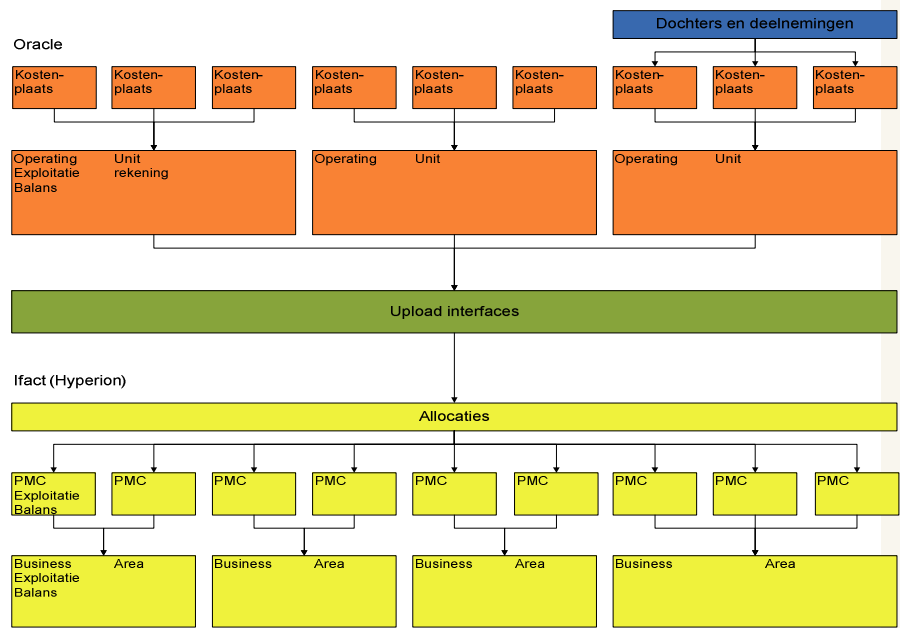 Dochters en deelnemingen
Oracle
Kosten-
plaats
Kosten-
plaats
Kosten-
plaats
Kosten-
plaats
Kosten-
plaats
Kosten-
plaats
Kosten-
plaats
Kosten-
plaats
Kosten-
plaats
Operating Unit
Exploitatie rekening
Balans
Operating Unit
Operating Unit
Upload interfaces
Ifact (Hyperion)
Allocaties
PMC
Exploitatie
Balans
PMC
PMC
PMC
PMC
PMC
PMC
PMC
PMC
Business Area
Exploitatie
Balans
Business Area
Business Area
Business Area